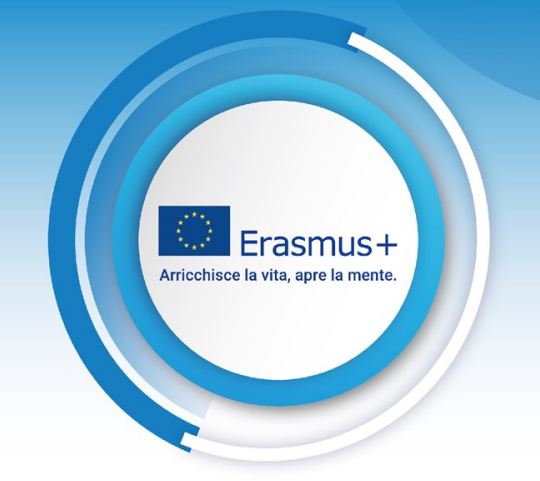 Erasmus+
Arricchisce la vita, apre la mente.